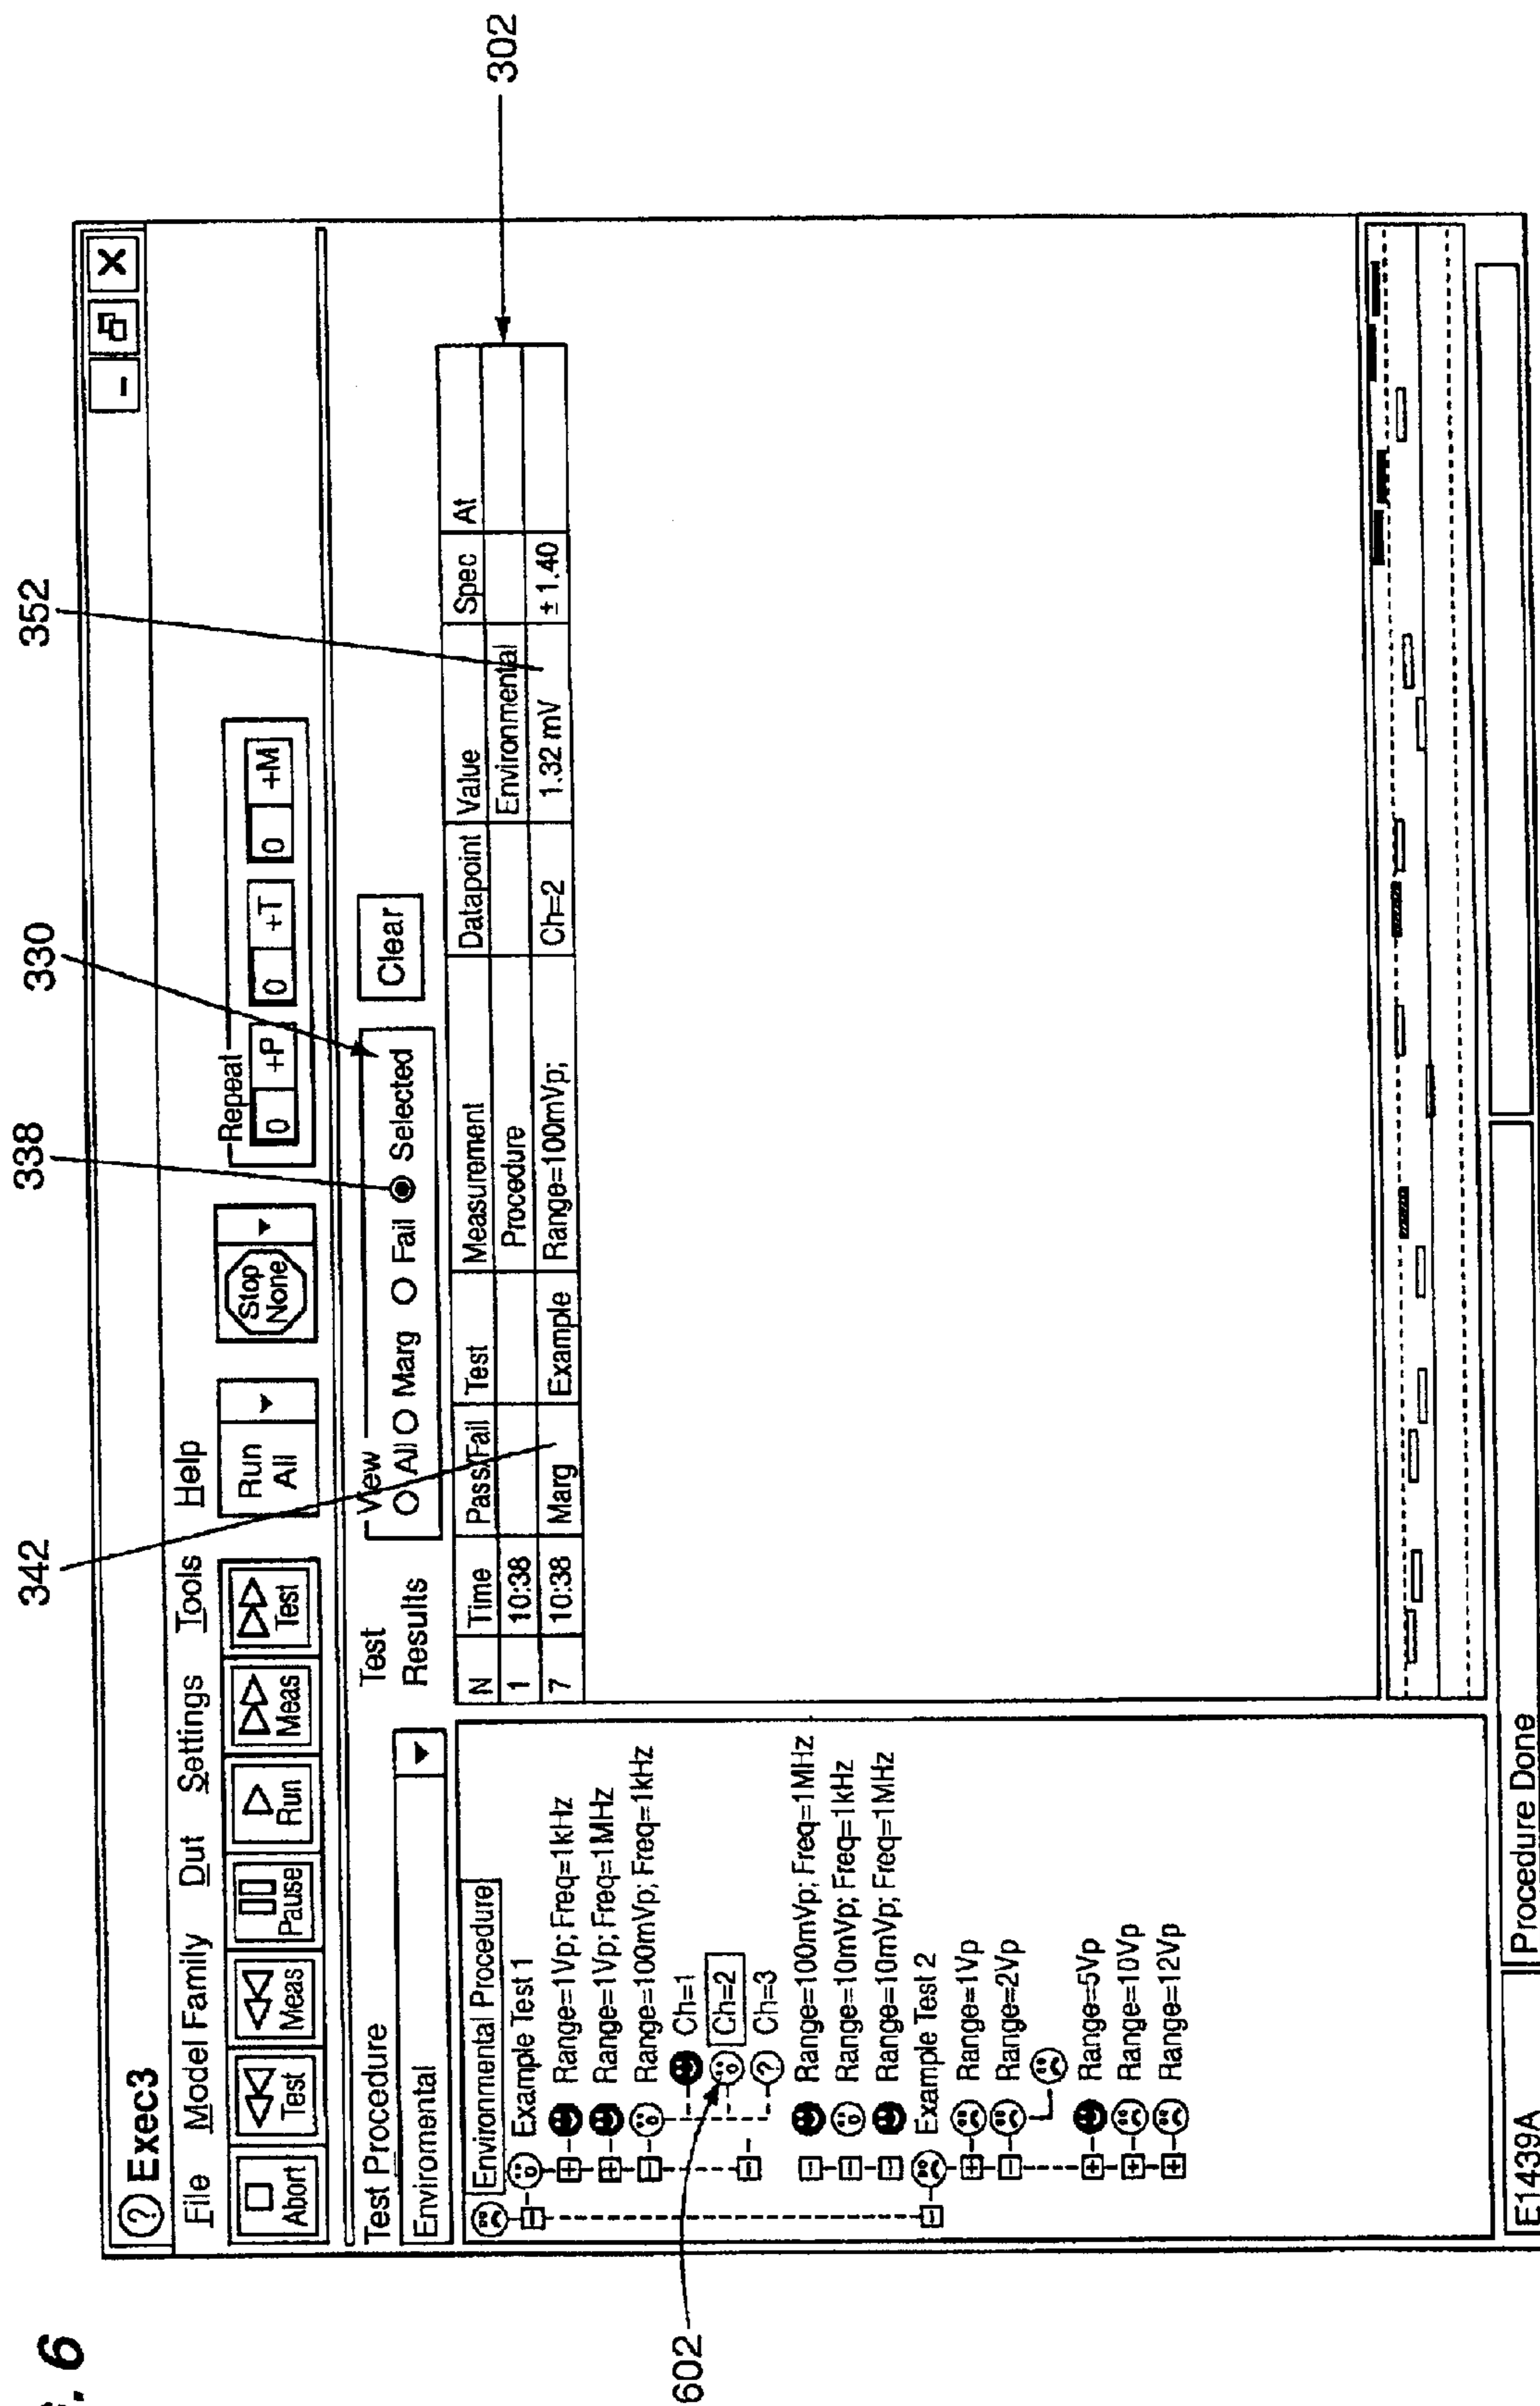 . 6
342
338
330
352
302
602
Exec3
File Model Family Dut Settings Tools Help
Abort
Test
Meas
Pause
Run
Meas
Test
Run All
Stop None
Repeat
0 +P 0 +T 0 +M
Test Procedure
Enviromental
Test Results
View
All Marg Fail Selected
Clear
Environmental Procedure
Example Test 1
Range=1Vp; Freq=1kHz
Range=1Vp; Freq=1MHz
Range=100mVp; Freq=1kHz
Ch=1
Ch=2
? Ch=3
Range=100mVp; Freq=1MHz
Range=10mVp; Freq=1kHz
Range=10mVp; Freq=1MHz
Example Test 2
Range=1Vp
Range=2Vp
Range=5Vp
Range=10Vp
Range=12Vp
N Time Pass/Fail Test Measurement Datapoint Value Spec At
1 10:38 Procedure Environmental
7 10:38 Marg Example Range=100mVp; Ch=2 1.32 mV ± 1.40
E1439A
Procedure Done